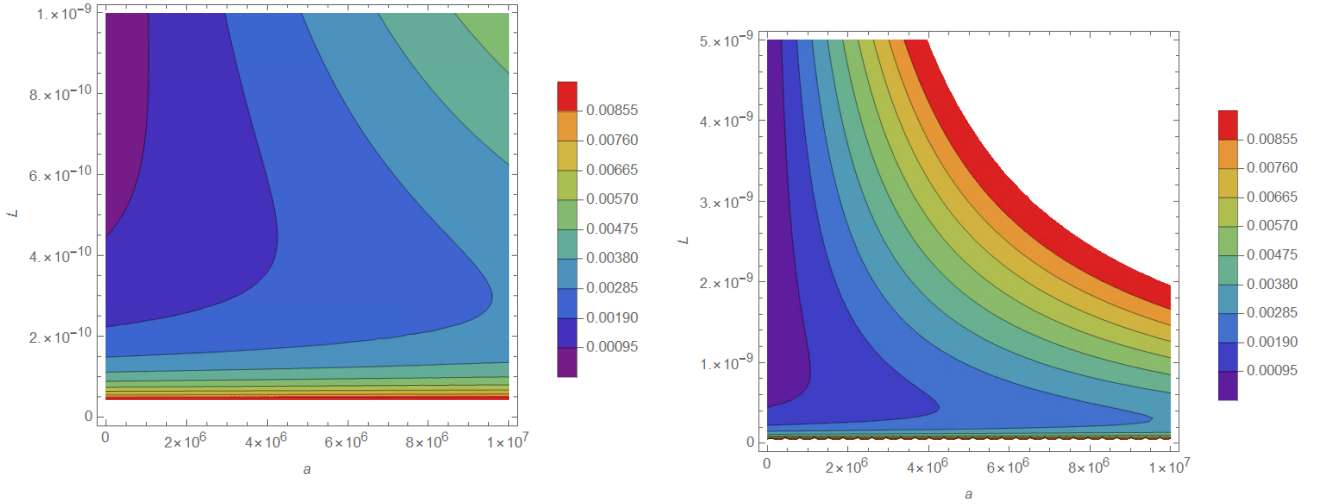 1. × 10⁻⁹
8. × 10⁻¹⁰
6. × 10⁻¹⁰
4. × 10⁻¹⁰
2. × 10⁻¹⁰
0
L
0
2 × 10⁶
4 × 10⁶
6 × 10⁶
8 × 10⁶
1 × 10⁷
a
0.00855
0.00760
0.00665
0.00570
0.00475
0.00380
0.00285
0.00190
0.00095
5. × 10⁻⁹
4. × 10⁻⁹
3. × 10⁻⁹
2. × 10⁻⁹
1. × 10⁻⁹
0
L
0
2 × 10⁶
4 × 10⁶
6 × 10⁶
8 × 10⁶
1 × 10⁷
a
0.00855
0.00760
0.00665
0.00570
0.00475
0.00380
0.00285
0.00190
0.00095